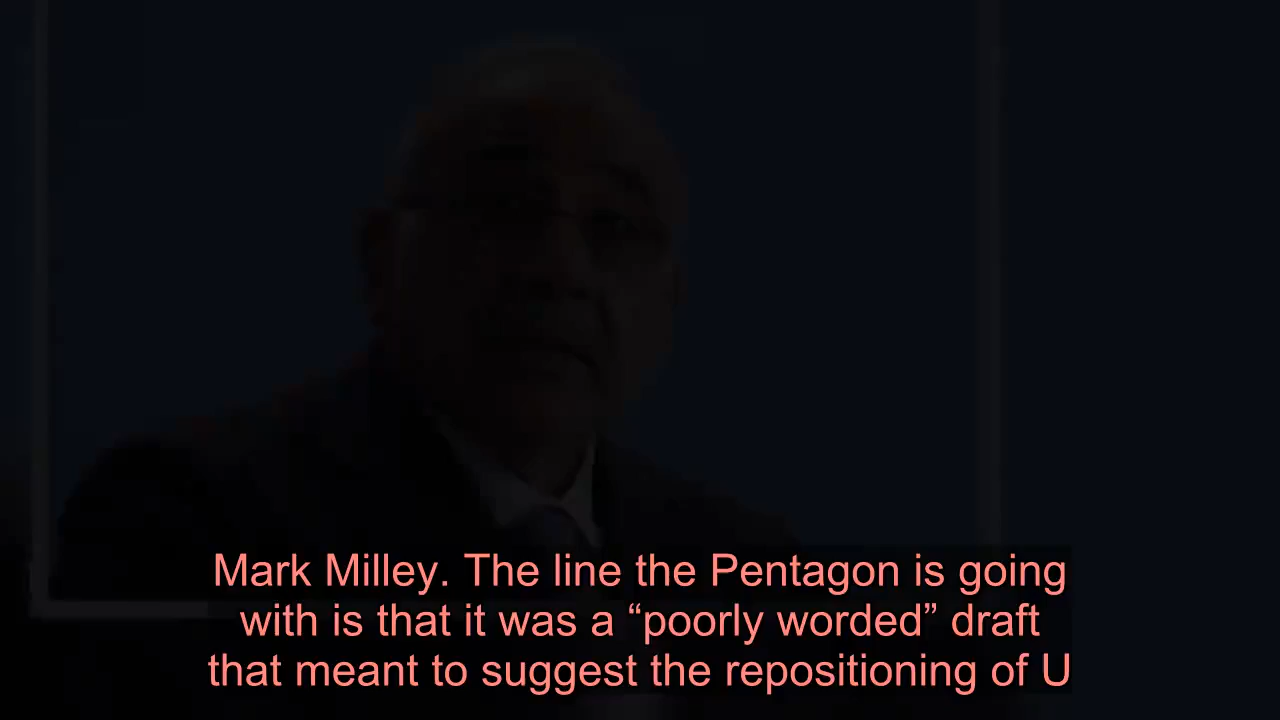 Mark Milley. The line the Pentagon is going
with is that it was a “poorly worded” draft
that meant to suggest the repositioning of U